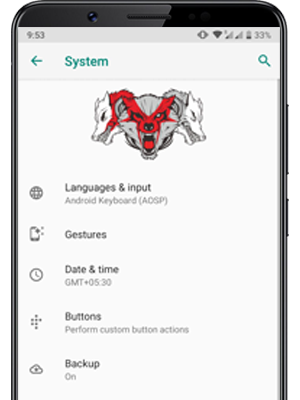 9:53
33%
System
Languages & input
Android Keyboard (AOSP)
Gestures
Date & time
GMT+05:30
Buttons
Perform custom button actions
Backup
On